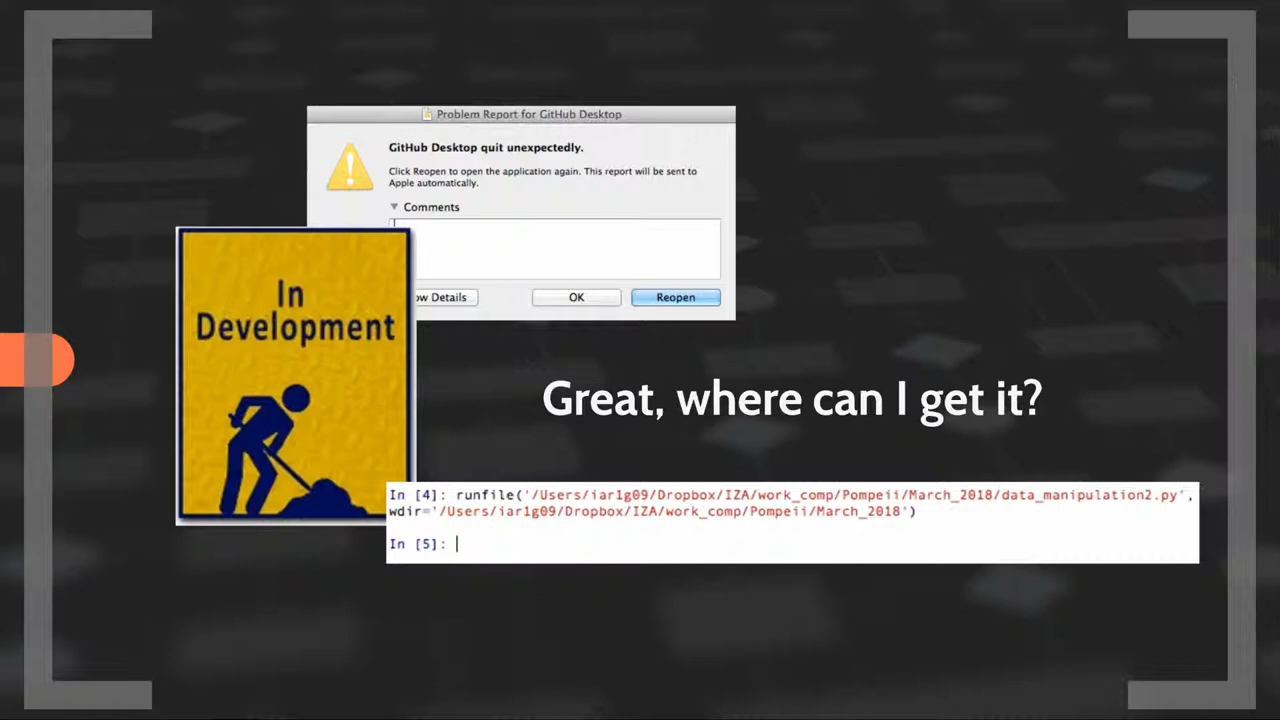 Problem Report for GitHub Desktop
GitHub Desktop quit unexpectedly.
Click Reopen to open the application again. This report will be sent to
Apple automatically.
Comments
ow Details
OK
Reopen
In
Development
Great, where can I get it?
In [4]: runfile('/Users/iar1g09/Dropbox/IZA/work_comp/Pompeii/March_2018/data_manipulation2.py',
wdir='/Users/iar1g09/Dropbox/IZA/work_comp/Pompeii/March_2018')
In [5]: